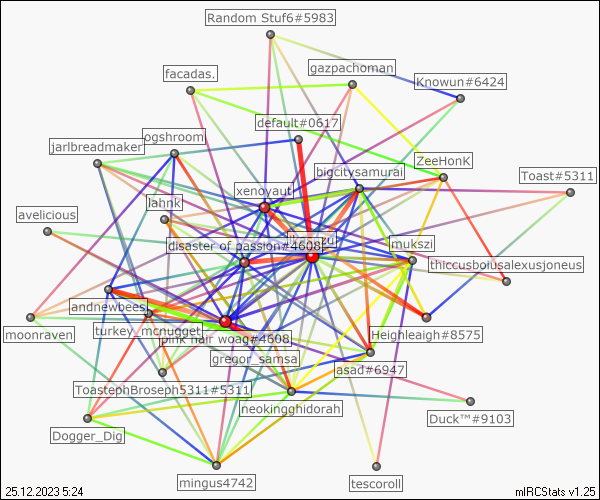 Random Stuf6#5983
facadas.
gazpachoman
Knowun#6424
default#0617
ogshroom
jarlbreadmaker
bigcitysamurai
ZeeHonK
Toast#5311
xenoyaut
lahnk
avelicious
disaster of passion#4608
mukszi
thiccusboiusalexusjoneus
andnewbees
moonraven
turkey_mcnugget
pink hair woag#4608
Heighleaigh#8575
gregor_samsa
asad#6947
ToastephBroseph5311#5311
neokingghidorah
Duck™#9103
Dogger_Dig
mingus4742
tescoroll
25.12.2023 5:24
mIRCStats v1.25